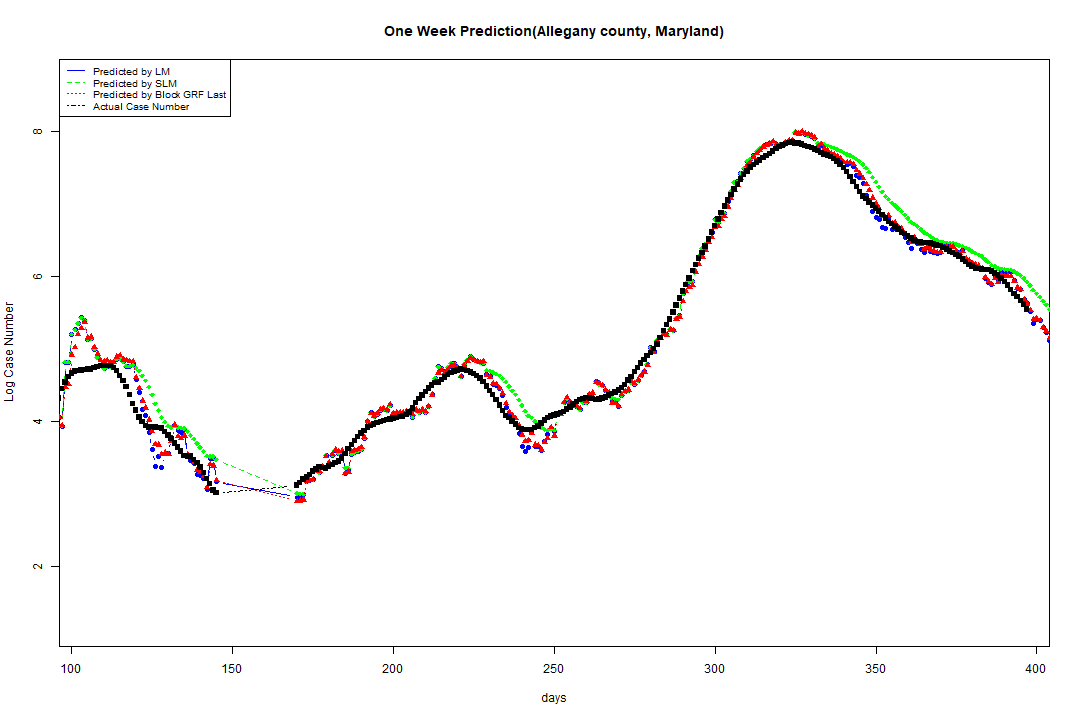 One Week Prediction(Allegany county, Maryland)
Predicted by LM
Predicted by SLM
Predicted by Block GRF Last
Actual Case Number
8
6
4
2
Log Case Number
100 150 200 250 300 350 400
days